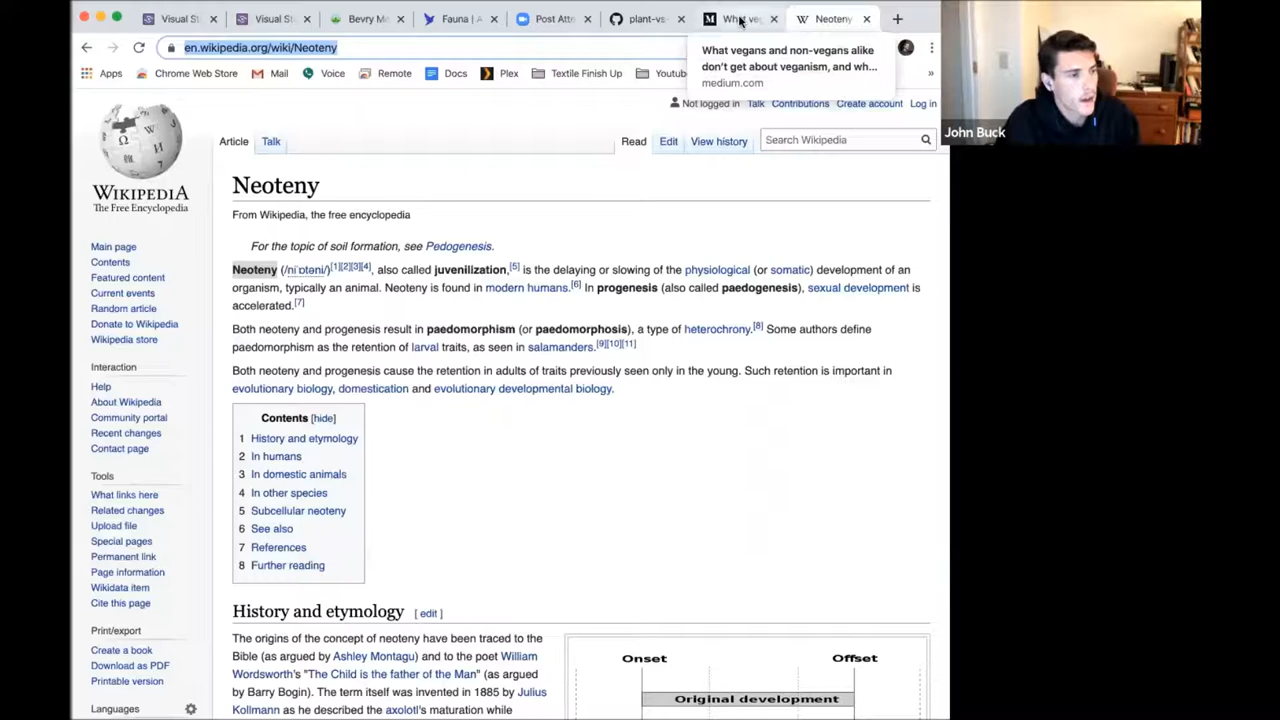 Visual St
Visual St
Bevry Me
Fauna | A
Post Atte
plant-vs
What veg
Neoteny
en.wikipedia.org/wiki/Neoteny
What vegans and non-vegans alike
don't get about veganism, and wh...
medium.com
Apps
Chrome Web Store
Mail
Voice
Remote
Docs
Plex
Textile Finish Up
Youtub
»
Not logged in Talk Contributions Create account Log in
John Buck
Article Talk
Read Edit View history
Search Wikipedia
WIKIPEDIA
The Free Encyclopedia
Main page
Contents
Featured content
Current events
Random article
Donate to Wikipedia
Wikipedia store
Interaction
Help
About Wikipedia
Community portal
Recent changes
Contact page
Tools
What links here
Related changes
Upload file
Special pages
Permanent link
Page information
Wikidata item
Cite this page
Print/export
Create a book
Download as PDF
Printable version
Languages
Neoteny
From Wikipedia, the free encyclopedia
For the topic of soil formation, see Pedogenesis.
Neoteny (/niˈɒtəni/)[1][2][3][4], also called juvenilization,[5] is the delaying or slowing of the physiological (or somatic) development of an
organism, typically an animal. Neoteny is found in modern humans.[6] In progenesis (also called paedogenesis), sexual development is
accelerated.[7]
Both neoteny and progenesis result in paedomorphism (or paedomorphosis), a type of heterochrony.[8] Some authors define
paedomorphism as the retention of larval traits, as seen in salamanders.[9][10][11]
Both neoteny and progenesis cause the retention in adults of traits previously seen only in the young. Such retention is important in
evolutionary biology, domestication and evolutionary developmental biology.
Contents [hide]
1 History and etymology
2 In humans
3 In domestic animals
4 In other species
5 Subcellular neoteny
6 See also
7 References
8 Further reading
History and etymology [ edit ]
The origins of the concept of neoteny have been traced to the
Bible (as argued by Ashley Montagu) and to the poet William
Wordsworth's "The Child is the father of the Man" (as argued
by Barry Bogin). The term itself was invented in 1885 by Julius
Kollmann as he described the axolotl's maturation while
Onset Offset
Original development